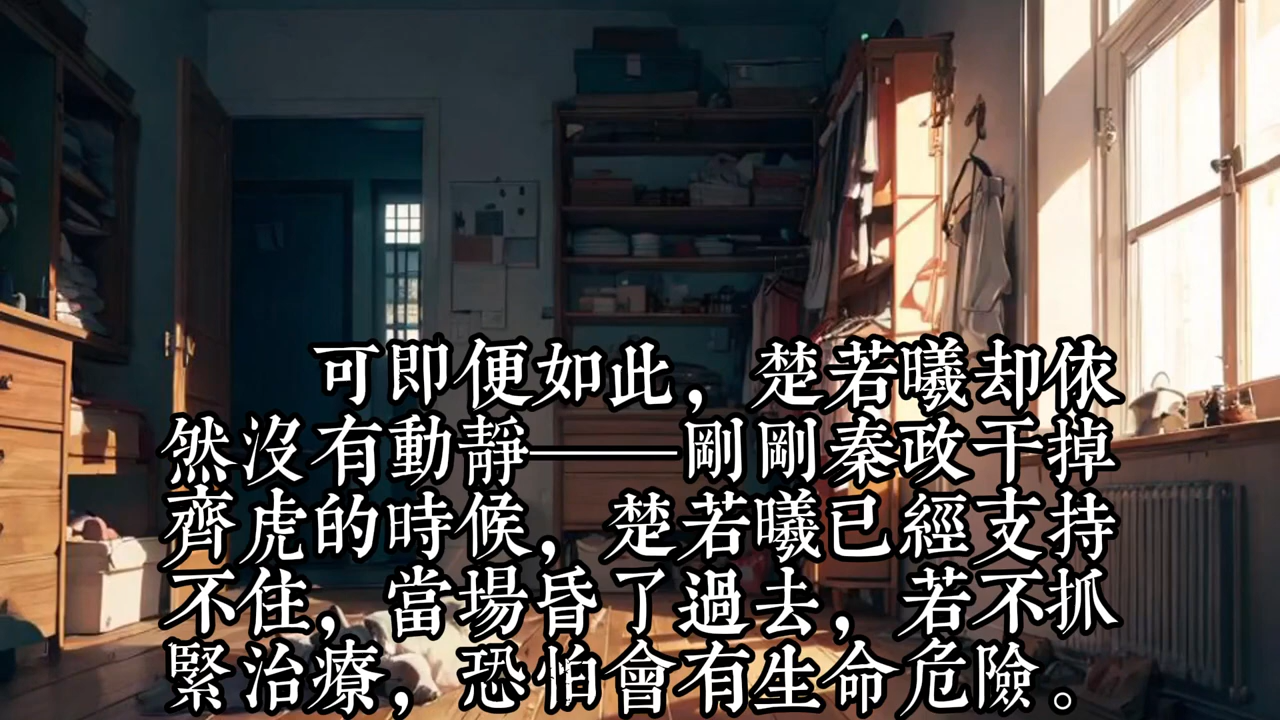 可即便如此，楚若曦却依
然沒有動靜——剛剛秦政干掉
齊虎的時候，楚若曦已經支持
不住，當場昏了過去，若不抓
緊治療，恐怕會有生命危險。